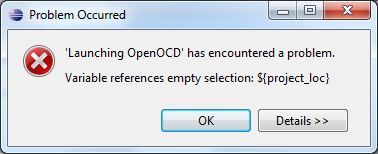 Problem Occurred
'Launching OpenOCD' has encountered a problem.
Variable references empty selection: ${project_loc}
OK
Details >>